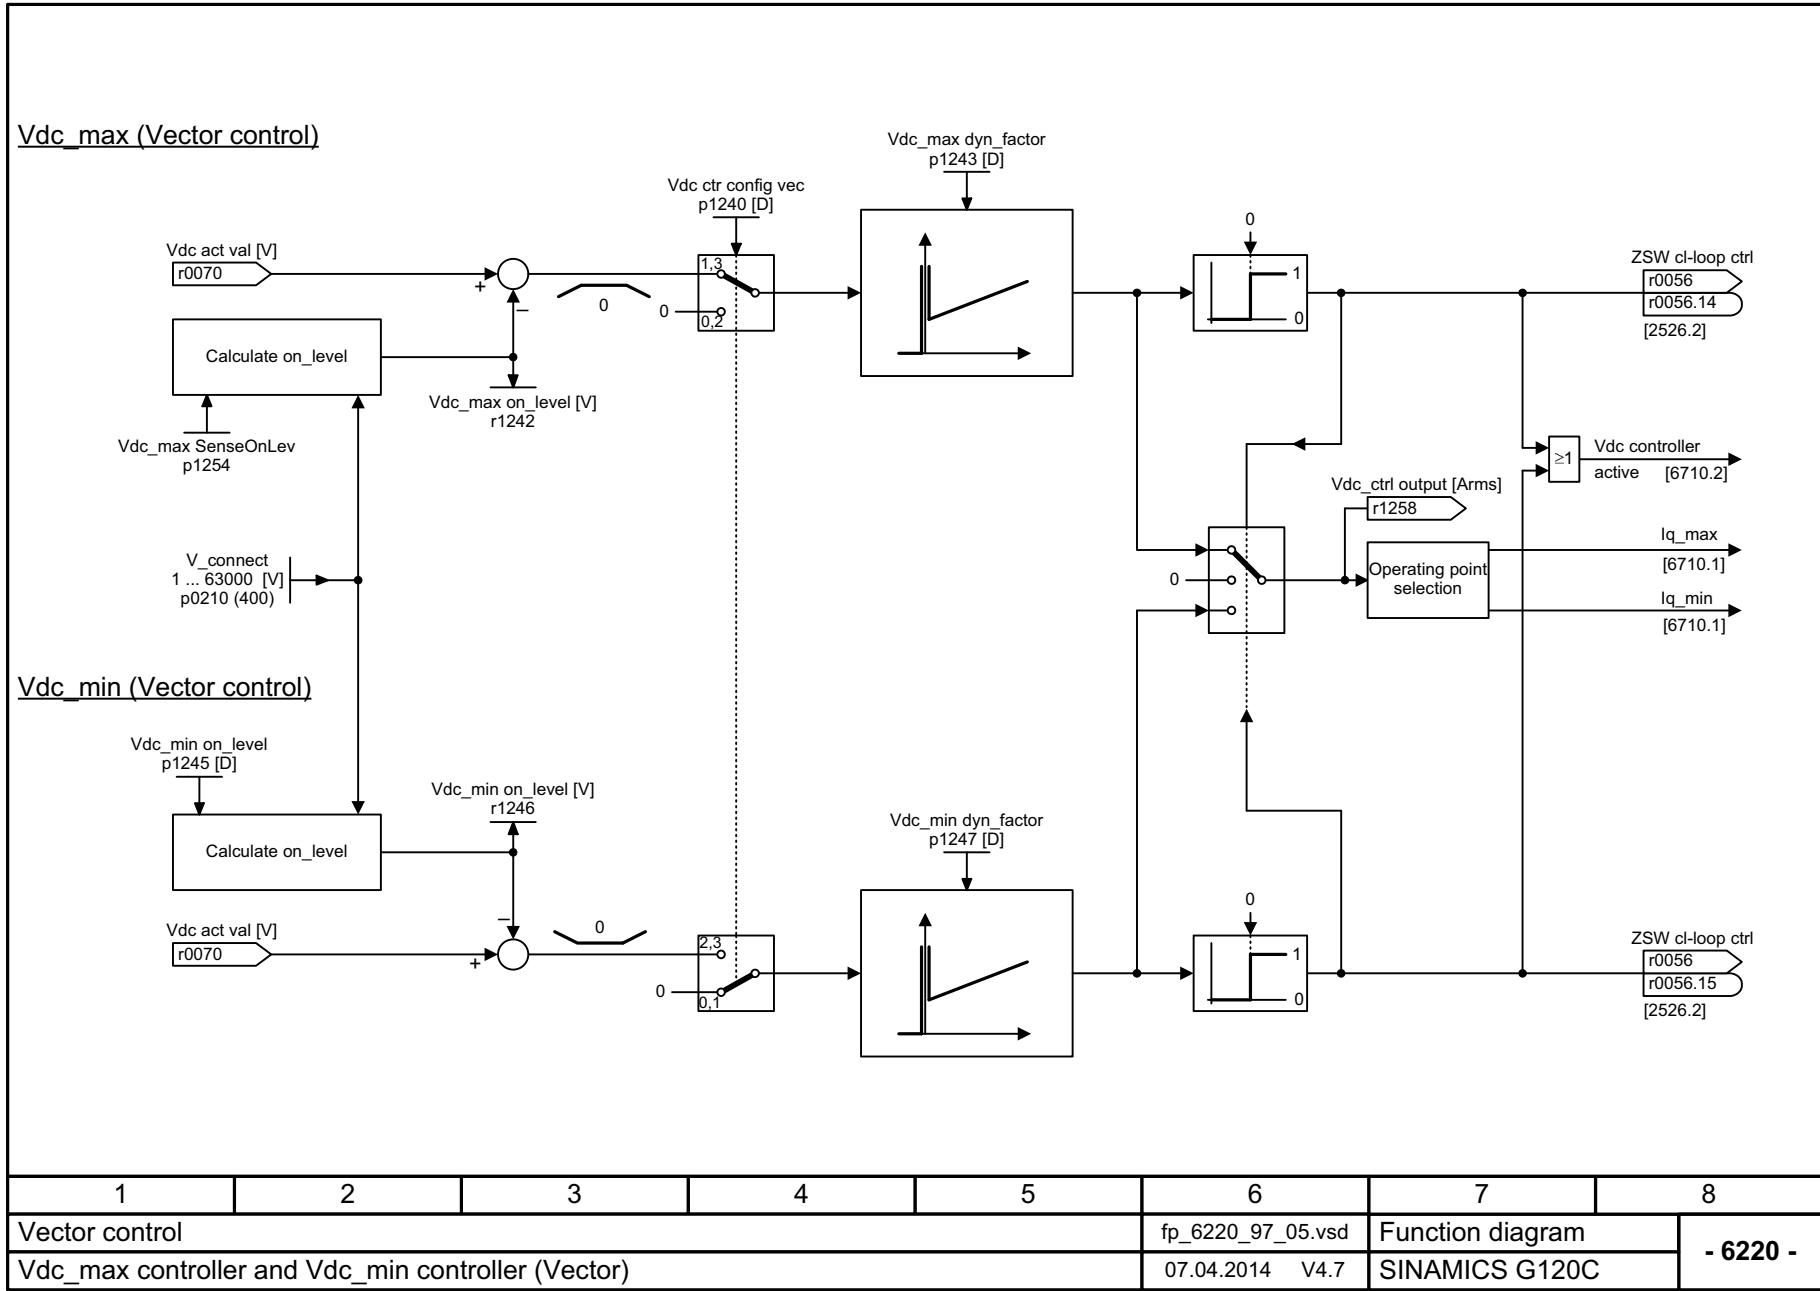 Vdc_max (Vector control)
Vdc_max dyn_factor
p1243 [D]
Vdc ctr config vec
p1240 [D]
0
Vdc act val [V]
r0070
+
–
0
1,3
0
0,2
1
0
ZSW cl-loop ctrl
r0056
r0056.14
[2526.2]
Calculate on_level
Vdc_max on_level [V]
r1242
Vdc_max SenseOnLev
p1254
≥1
Vdc controller
active [6710.2]
Vdc_ctrl output [Arms]
r1258
V_connect
1 ... 63000 [V]
p0210 (400)
0
Operating point
selection
Iq_max
[6710.1]
Iq_min
[6710.1]
Vdc_min (Vector control)
Vdc_min on_level
p1245 [D]
Vdc_min on_level [V]
r1246
Calculate on_level
Vdc_min dyn_factor
p1247 [D]
0
Vdc act val [V]
r0070
+
–
0
2,3
0
0,1
1
0
ZSW cl-loop ctrl
r0056
r0056.15
[2526.2]
1 2 3 4 5 6 7 8
Vector control
fp_6220_97_05.vsd
Function diagram
- 6220 -
Vdc_max controller and Vdc_min controller (Vector)
07.04.2014 V4.7
SINAMICS G120C